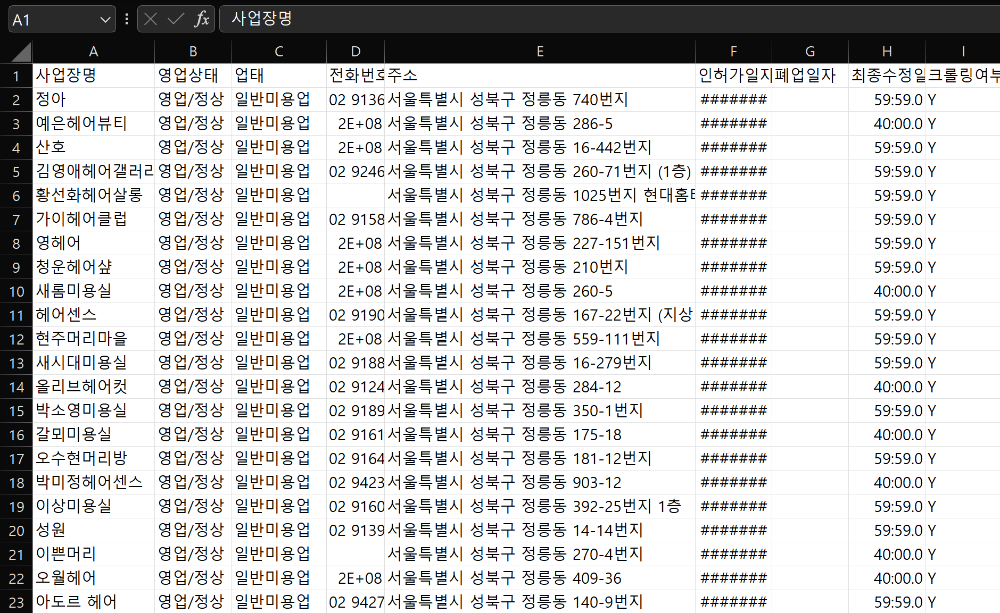 A1 fx 사업장명
A B C D E F G H I
1 사업장명 영업상태 업태 전화번호 주소 인허가일자 폐업일자 최종수정일 크롤링여부
2 정아 영업/정상 일반미용업 02 9136 서울특별시 성북구 정릉동 740번지 ####### 59:59.0 Y
3 예은헤어뷰티 영업/정상 일반미용업 2E+08 서울특별시 성북구 정릉동 286-5 ####### 40:00.0 Y
4 산호 영업/정상 일반미용업 2E+08 서울특별시 성북구 정릉동 16-442번지 ####### 59:59.0 Y
5 김영애헤어갤러리 영업/정상 일반미용업 02 9246 서울특별시 성북구 정릉동 260-71번지 (1층) ####### 59:59.0 Y
6 황선화헤어살롱 영업/정상 일반미용업 서울특별시 성북구 정릉동 1025번지 ####### 59:59.0 Y
7 가이헤어클럽 영업/정상 일반미용업 02 9158 서울특별시 성북구 정릉동 786-4번지 ####### 59:59.0 Y
8 영헤어 영업/정상 일반미용업 2E+08 서울특별시 성북구 정릉동 227-151번지 ####### 59:59.0 Y
9 청운헤어샾 영업/정상 일반미용업 2E+08 서울특별시 성북구 정릉동 210번지 ####### 59:59.0 Y
10 새롬미용실 영업/정상 일반미용업 2E+08 서울특별시 성북구 정릉동 260-5 ####### 40:00.0 Y
11 헤어센스 영업/정상 일반미용업 02 9190 서울특별시 성북구 정릉동 167-22번지 (지상 ####### 59:59.0 Y
12 현주머리마을 영업/정상 일반미용업 2E+08 서울특별시 성북구 정릉동 559-111번지 ####### 59:59.0 Y
13 새시대미용실 영업/정상 일반미용업 02 9188 서울특별시 성북구 정릉동 16-279번지 ####### 59:59.0 Y
14 올리브헤어컷 영업/정상 일반미용업 02 9124 서울특별시 성북구 정릉동 284-12 ####### 40:00.0 Y
15 박소영미용실 영업/정상 일반미용업 02 9189 서울특별시 성북구 정릉동 350-1번지 ####### 59:59.0 Y
16 갈뫼미용실 영업/정상 일반미용업 02 9161 서울특별시 성북구 정릉동 175-18 ####### 40:00.0 Y
17 오수현머리방 영업/정상 일반미용업 02 9164 서울특별시 성북구 정릉동 181-12번지 ####### 59:59.0 Y
18 박미정헤어센스 영업/정상 일반미용업 02 9423 서울특별시 성북구 정릉동 903-12 ####### 40:00.0 Y
19 이상미용실 영업/정상 일반미용업 02 9160 서울특별시 성북구 정릉동 392-25번지 1층 ####### 59:59.0 Y
20 성원 영업/정상 일반미용업 02 9139 서울특별시 성북구 정릉동 14-14번지 ####### 59:59.0 Y
21 이쁜머리 영업/정상 일반미용업 서울특별시 성북구 정릉동 270-4번지 ####### 40:00.0 Y
22 오월헤어 영업/정상 일반미용업 2E+08 서울특별시 성북구 정릉동 409-36 ####### 40:00.0 Y
23 아도르 헤어 영업/정상 일반미용업 02 9427 서울특별시 성북구 정릉동 140-9번지 ####### 59:59.0 Y